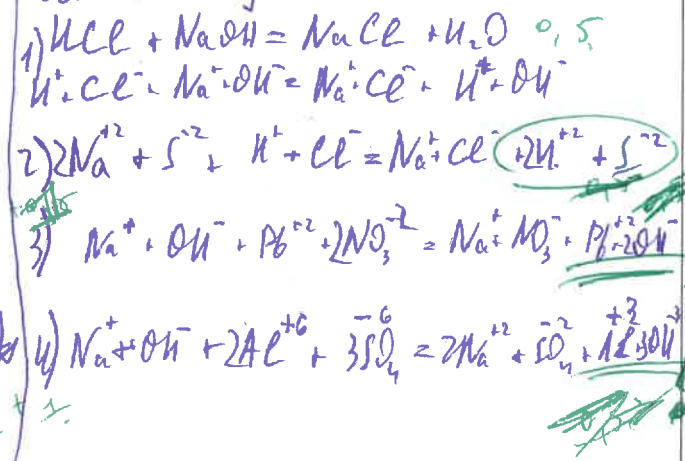 1) HCl + NaOH = NaCl + H₂O 0,5
H⁺ + Cl⁻ + Na⁺ + OH⁻ = Na⁺ + Cl⁻ + H⁺ + OH⁻
2) 2Na⁺² + S⁻² + H⁺ + Cl⁻ = Na⁺ + Cl⁻ + 2H⁺² + S⁻²
3) Na⁺ + OH⁻ + Pb⁺² + 2NO₃⁻² = Na⁺ + NO₃⁻ + Pb⁺² + 2OH⁻
4) Na⁺ + OH⁻ + 2Al⁺⁶ + 3SO₄⁻⁶ = 2Na⁺² + SO₄⁻² + Al⁺³ + 3OH⁻³
+ 1.